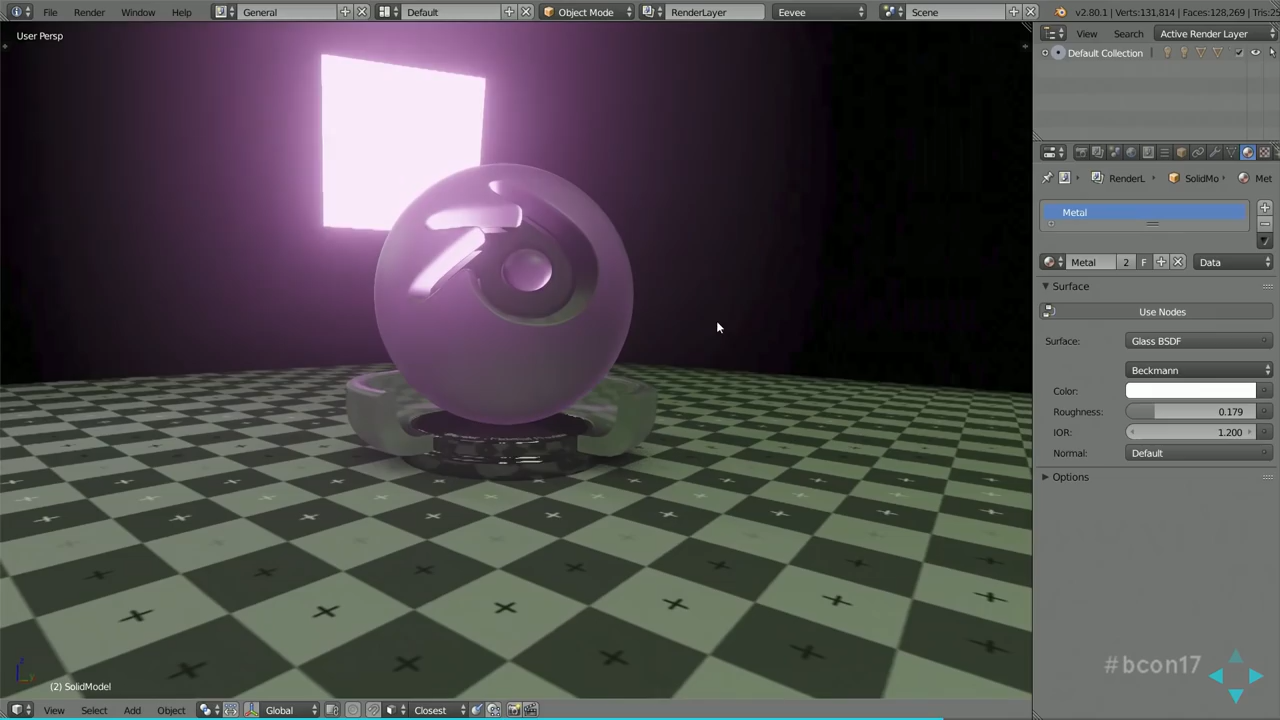 File Render Window Help General Default Object Mode RenderLayer Eevee Scene v2.80.1 | Verts:131,814 | Faces:128,269 | Tris:25
User Persp
View Search Active Render Layer
Default Collection
RenderL SolidMo Met
Metal
Metal 2 F Data
Surface
Use Nodes
Surface: Glass BSDF
Beckmann
Color:
Roughness: 0.179
IOR: 1.200
Normal: Default
Options
#bcon17
(2) SolidModel
View Select Add Object Global Closest